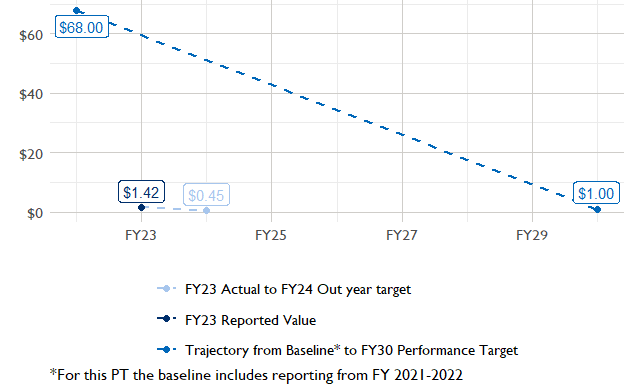 $60
$68.00
$40
$20
$1.42
$0.45
$1.00
$0
FY23 FY25 FY27 FY29
FY23 Actual to FY24 Out year target
FY23 Reported Value
Trajectory from Baseline* to FY30 Performance Target
*For this PT the baseline includes reporting from FY 2021-2022